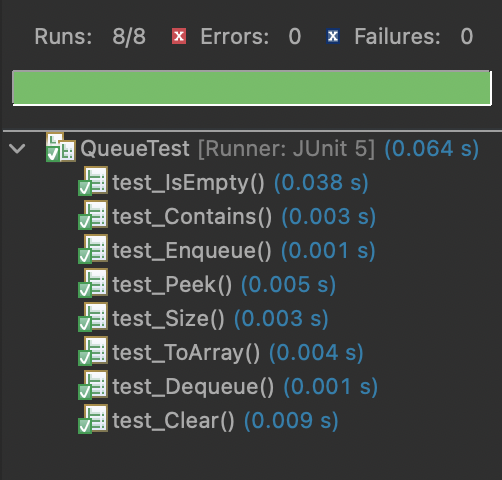 Runs: 8/8 Errors: 0 Failures: 0
QueueTest [Runner: JUnit 5] (0.064 s)
test_IsEmpty() (0.038 s)
test_Contains() (0.003 s)
test_Enqueue() (0.001 s)
test_Peek() (0.005 s)
test_Size() (0.003 s)
test_ToArray() (0.004 s)
test_Dequeue() (0.001 s)
test_Clear() (0.009 s)